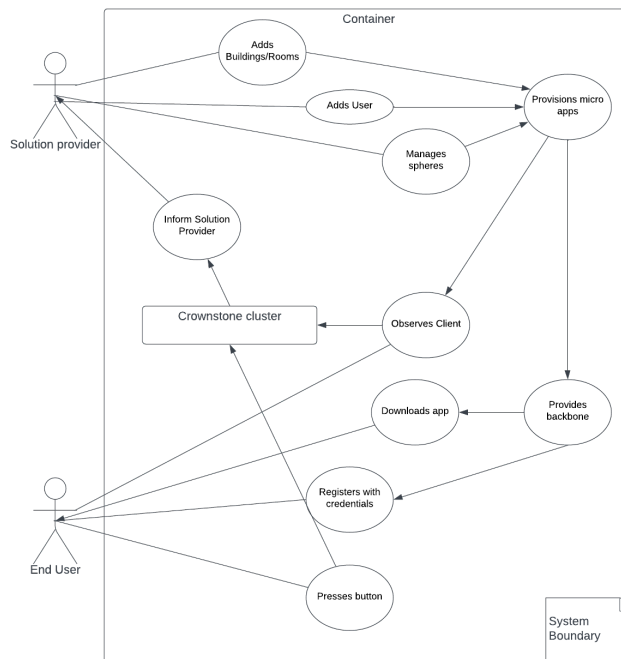 Container
Adds
Buildings/Rooms
Adds User
Provisions micro
apps
Solution provider
Manages
spheres
Inform Solution
Provider
Crownstone cluster
Observes Client
Downloads app
Provides
backbone
Registers with
credentials
End User
Presses button
System
Boundary